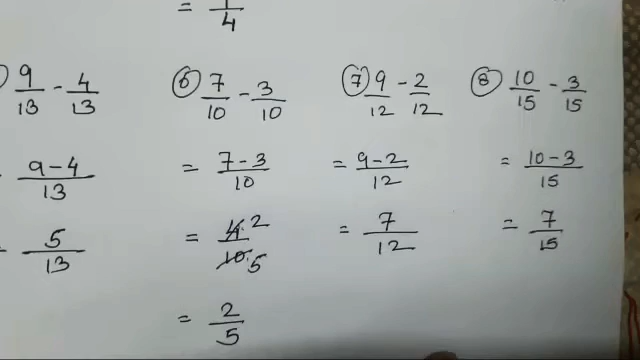 = 1/4
9/13 - 4/13
= 9-4/13
= 5/13
⑥ 7/10 - 3/10
= 7-3/10
= 4 2/10 5
= 2/5
⑦ 9/12 - 2/12
= 9-2/12
= 7/12
⑧ 10/15 - 3/15
= 10-3/15
= 7/15